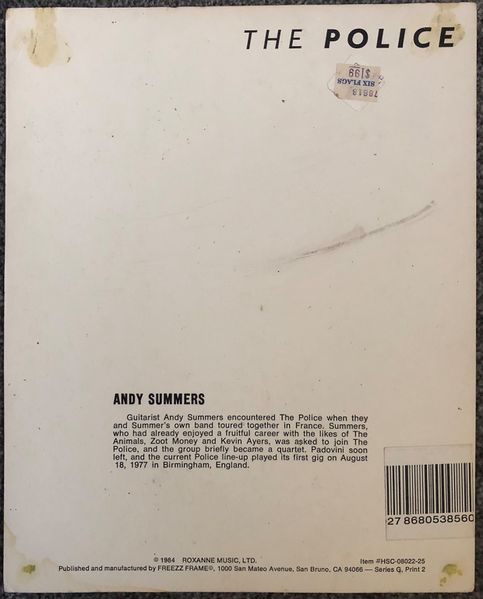 THE POLICE
$1.99
SIX FLAGS
78618
ANDY SUMMERS
Guitarist Andy Summers encountered The Police when they
and Summer's own band toured together in France. Summers,
who had already enjoyed a fruitful career with the likes of The
Animals, Zoot Money and Kevin Ayers, was asked to join The
Police, and the group briefly became a quartet. Padovini soon
left, and the current Police line-up played its first gig on August
18, 1977 in Birmingham, England.
27 8680538560
© 1984 ROXANNE MUSIC, LTD.
Item #HSC-08022-25
Published and manufactured by FREEZZ FRAME©, 1000 San Mateo Avenue, San Bruno, CA 94066 — Series G, Print 2